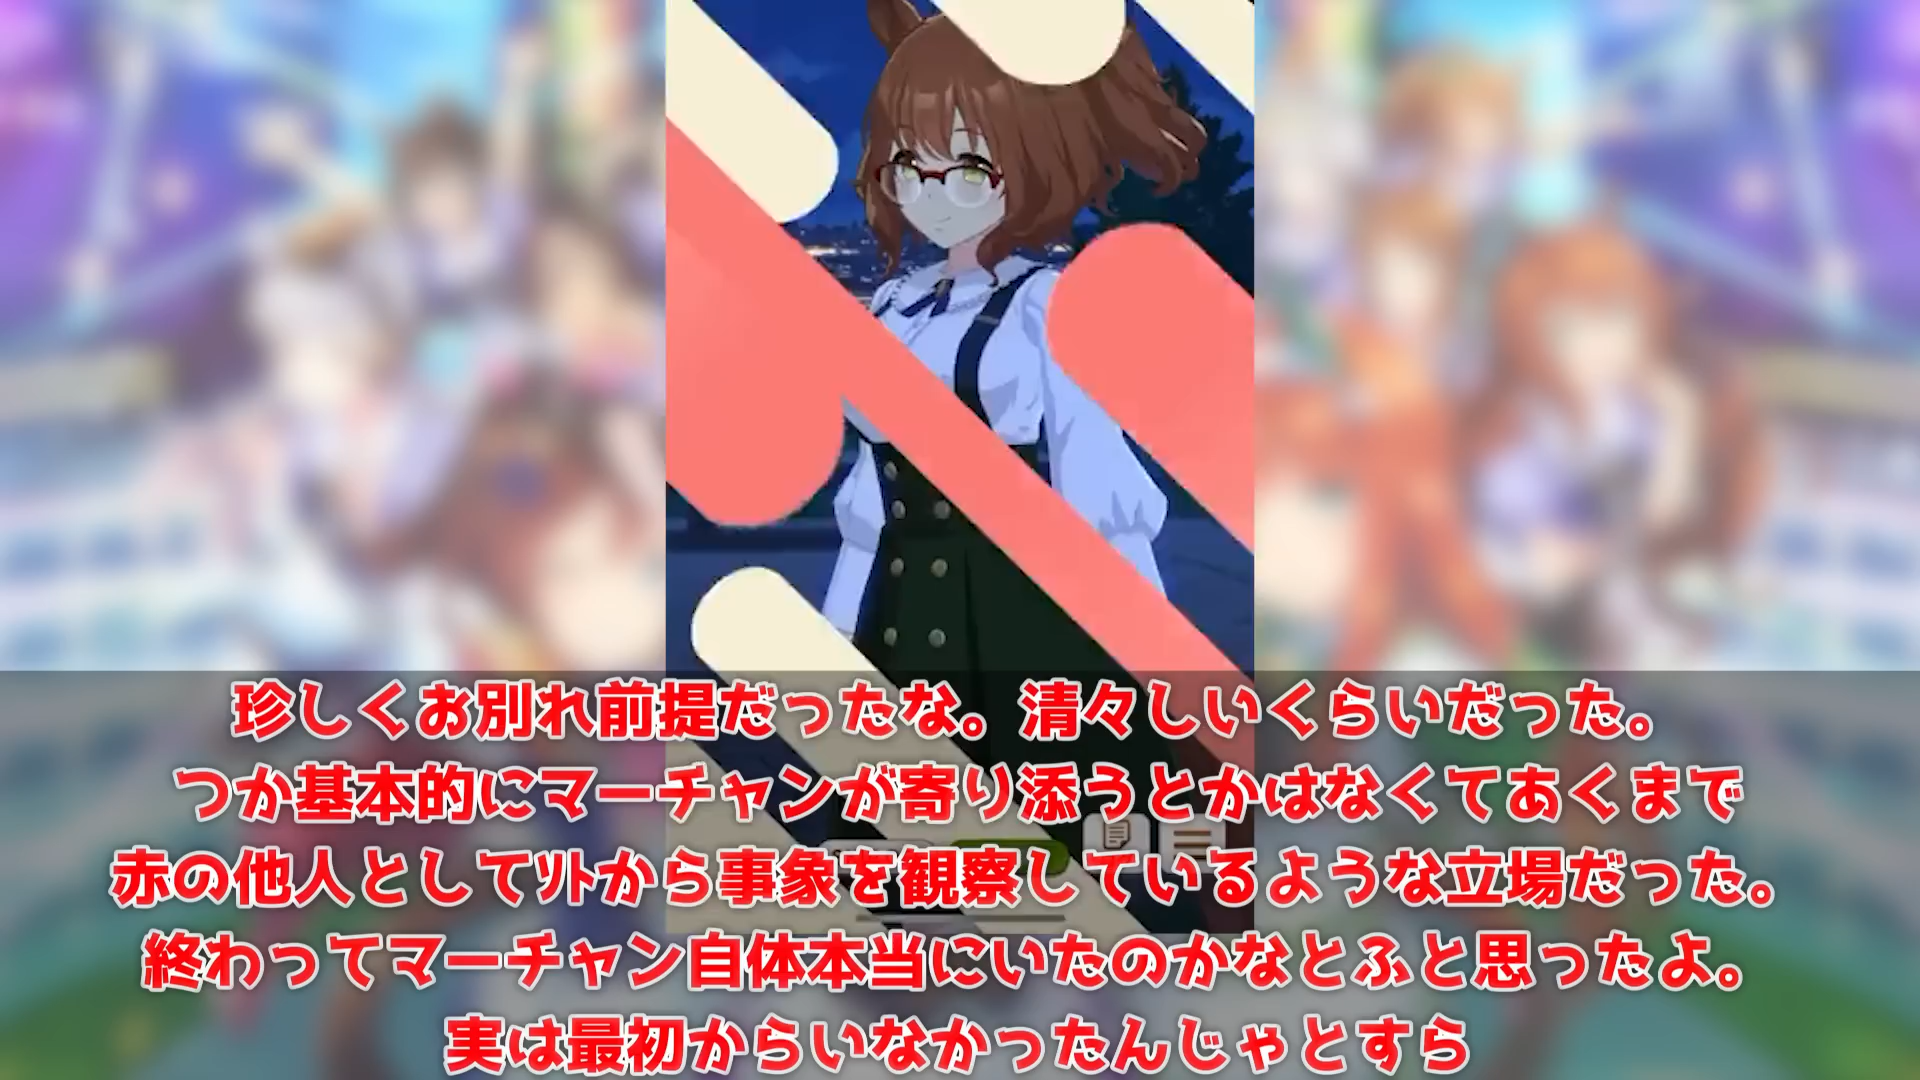 珍しくお別れ前提だったな。清々しいくらいだった。
つか基本的にマーチャンが寄り添うとかはなくてあくまで
赤の他人としてｿﾄから事象を観察しているような立場だった。
終わってマーチャン自体本当にいたのかなとふと思ったよ。
実は最初からいなかったんじゃとすら